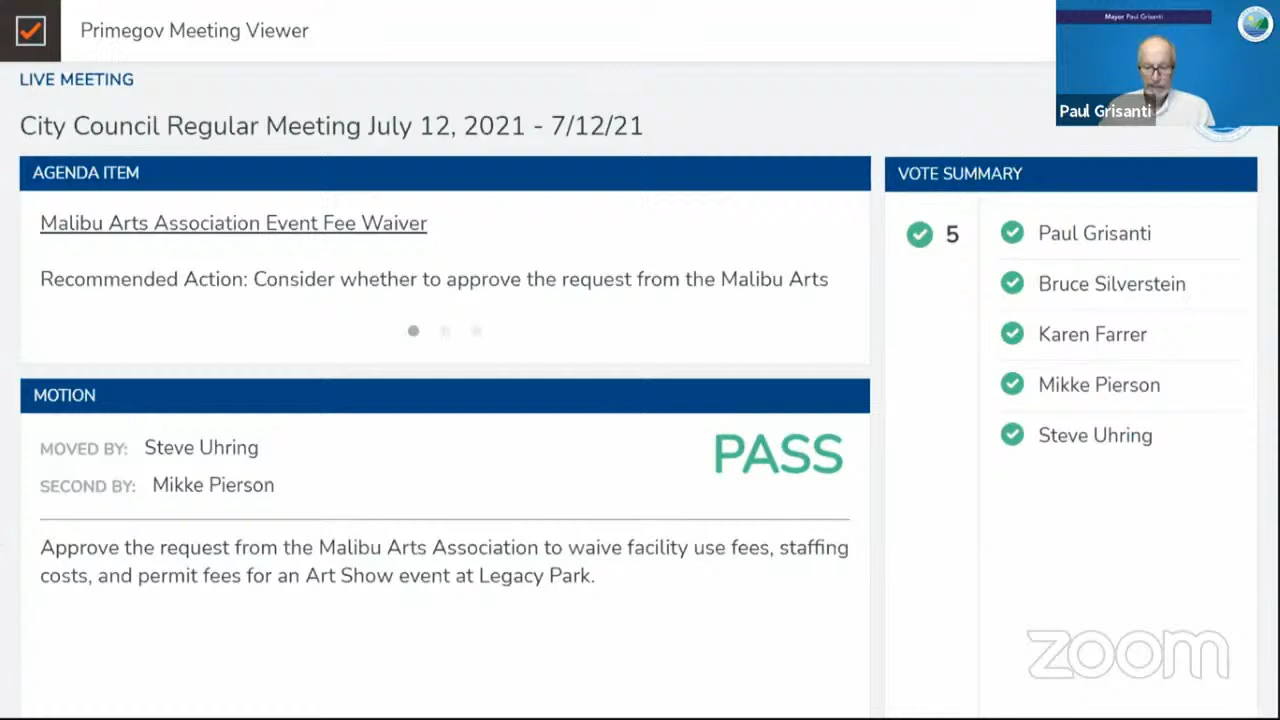 Primegov Meeting Viewer
Mayor Paul Grisanti
Paul Grisanti
LIVE MEETING
City Council Regular Meeting July 12, 2021 - 7/12/21
AGENDA ITEM
Malibu Arts Association Event Fee Waiver
Recommended Action: Consider whether to approve the request from the Malibu Arts
MOTION
MOVED BY: Steve Uhring
SECOND BY: Mikke Pierson
PASS
Approve the request from the Malibu Arts Association to waive facility use fees, staffing
costs, and permit fees for an Art Show event at Legacy Park.
VOTE SUMMARY
5
Paul Grisanti
Bruce Silverstein
Karen Farrer
Mikke Pierson
Steve Uhring
zoom